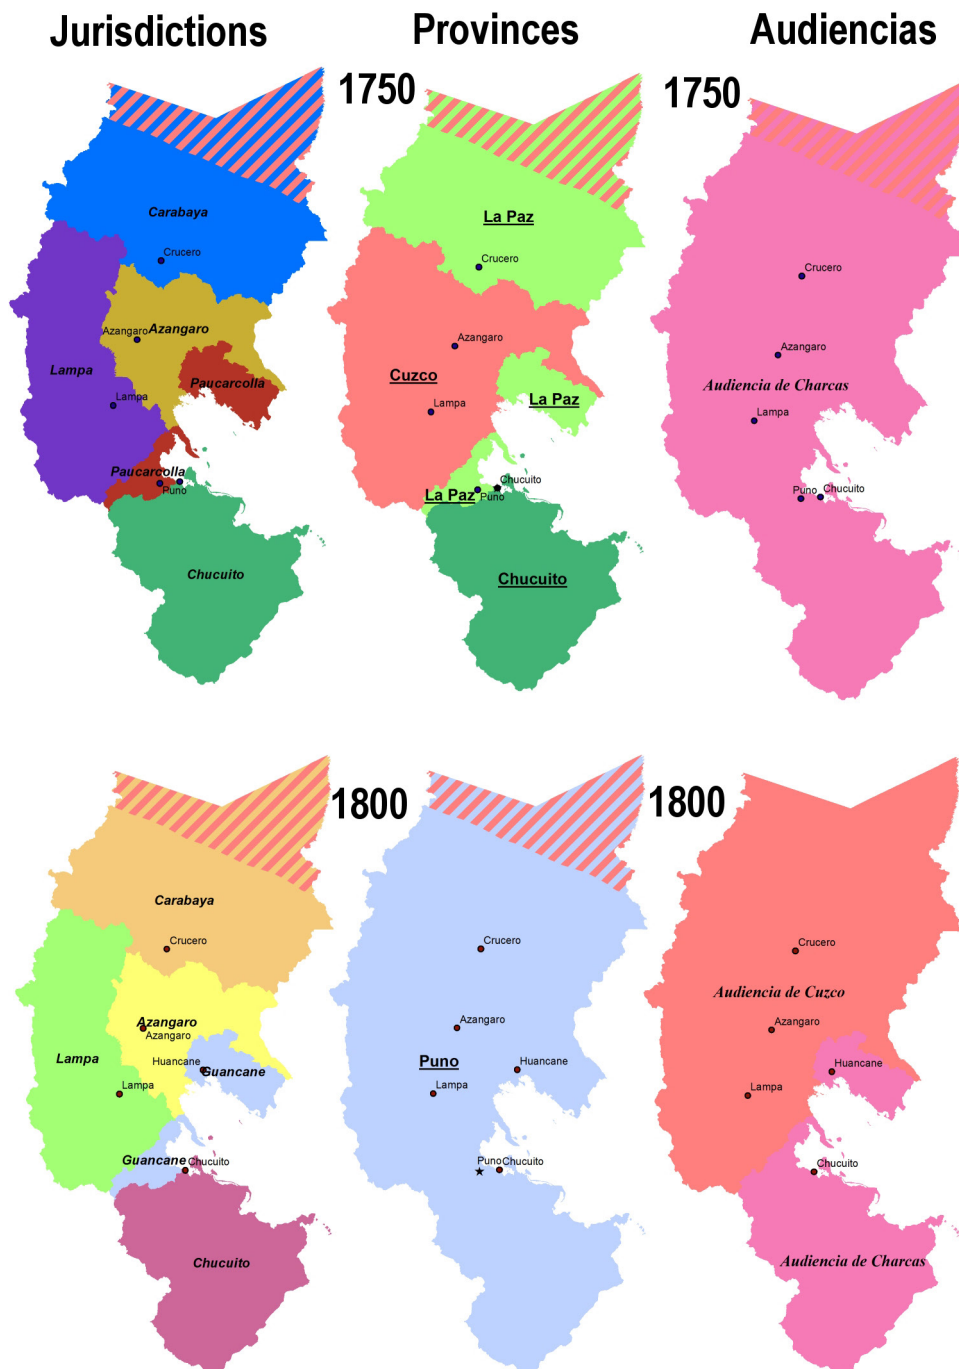 Jurisdictions
Provinces
Audiencias
1750
1750
Carabaya
Crucero
Azangaro
Azangaro
Lampa
Paucarcolla
Lampa
Paucarcolla
Puno
Chucuito
La Paz
Crucero
Azangaro
Cuzco
Lampa
La Paz
Chucuito
La Paz
Puno
Chucuito
Crucero
Azangaro
Audiencia de Charcas
Lampa
Puno
Chucuito
1800
1800
Carabaya
Crucero
Azangaro
Azangaro
Lampa
Huancane
Guancane
Lampa
Guancane
Chucuito
Chucuito
Crucero
Azangaro
Puno
Huancane
Lampa
Puno
Chucuito
Crucero
Audiencia de Cuzco
Azangaro
Huancane
Lampa
Chucuito
Audiencia de Charcas